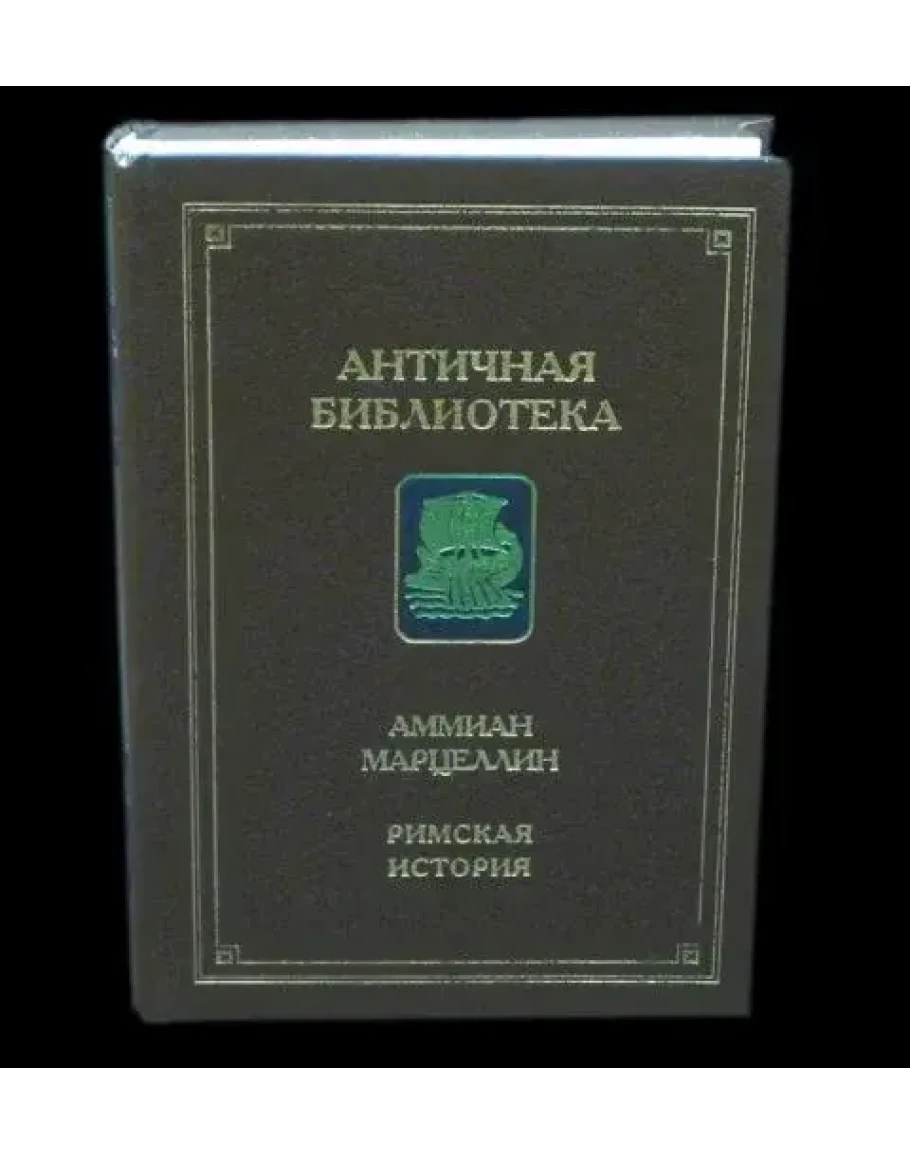 АНТИЧНАЯ
БИБЛИОТЕКА
АММИАН
МАРЦЕЛЛИН
РИМСКАЯ
ИСТОРИЯ